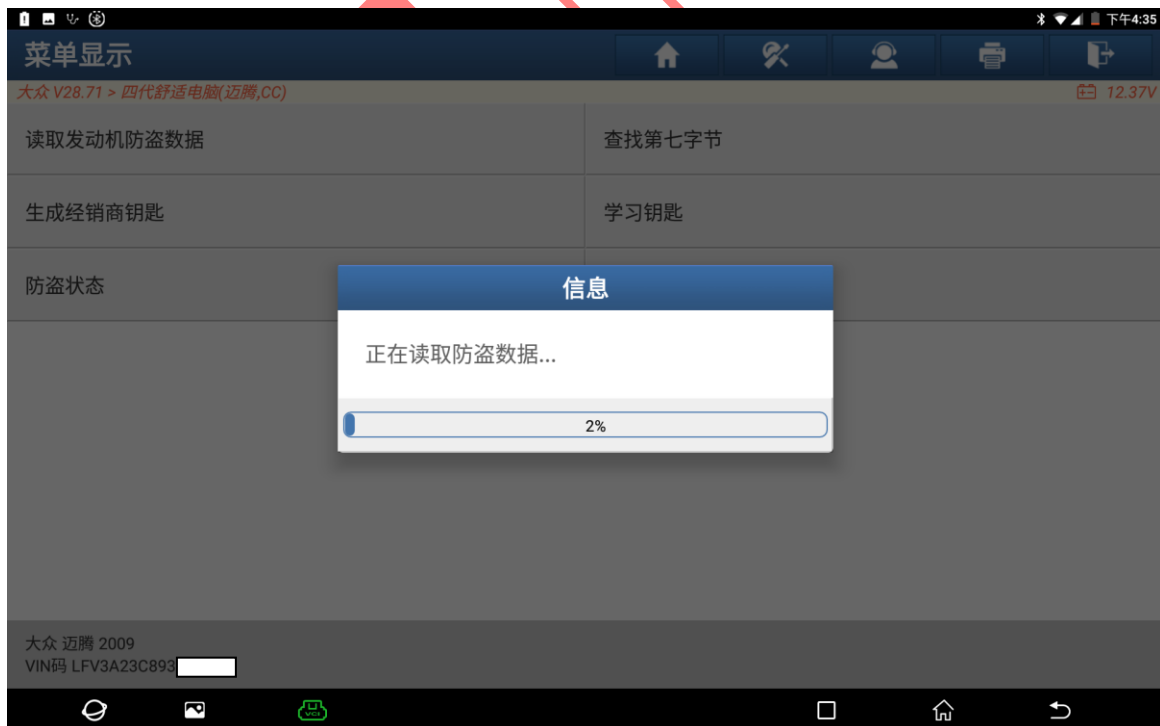 下午4:35
菜单显示
大众 V28.71 > 四代舒适电脑(迈腾,CC)
12.37V
读取发动机防盗数据
查找第七字节
生成经销商钥匙
学习钥匙
防盗状态
信息
正在读取防盗数据...
2%
大众 迈腾 2009
VIN码 LFV3A23C893
VCI